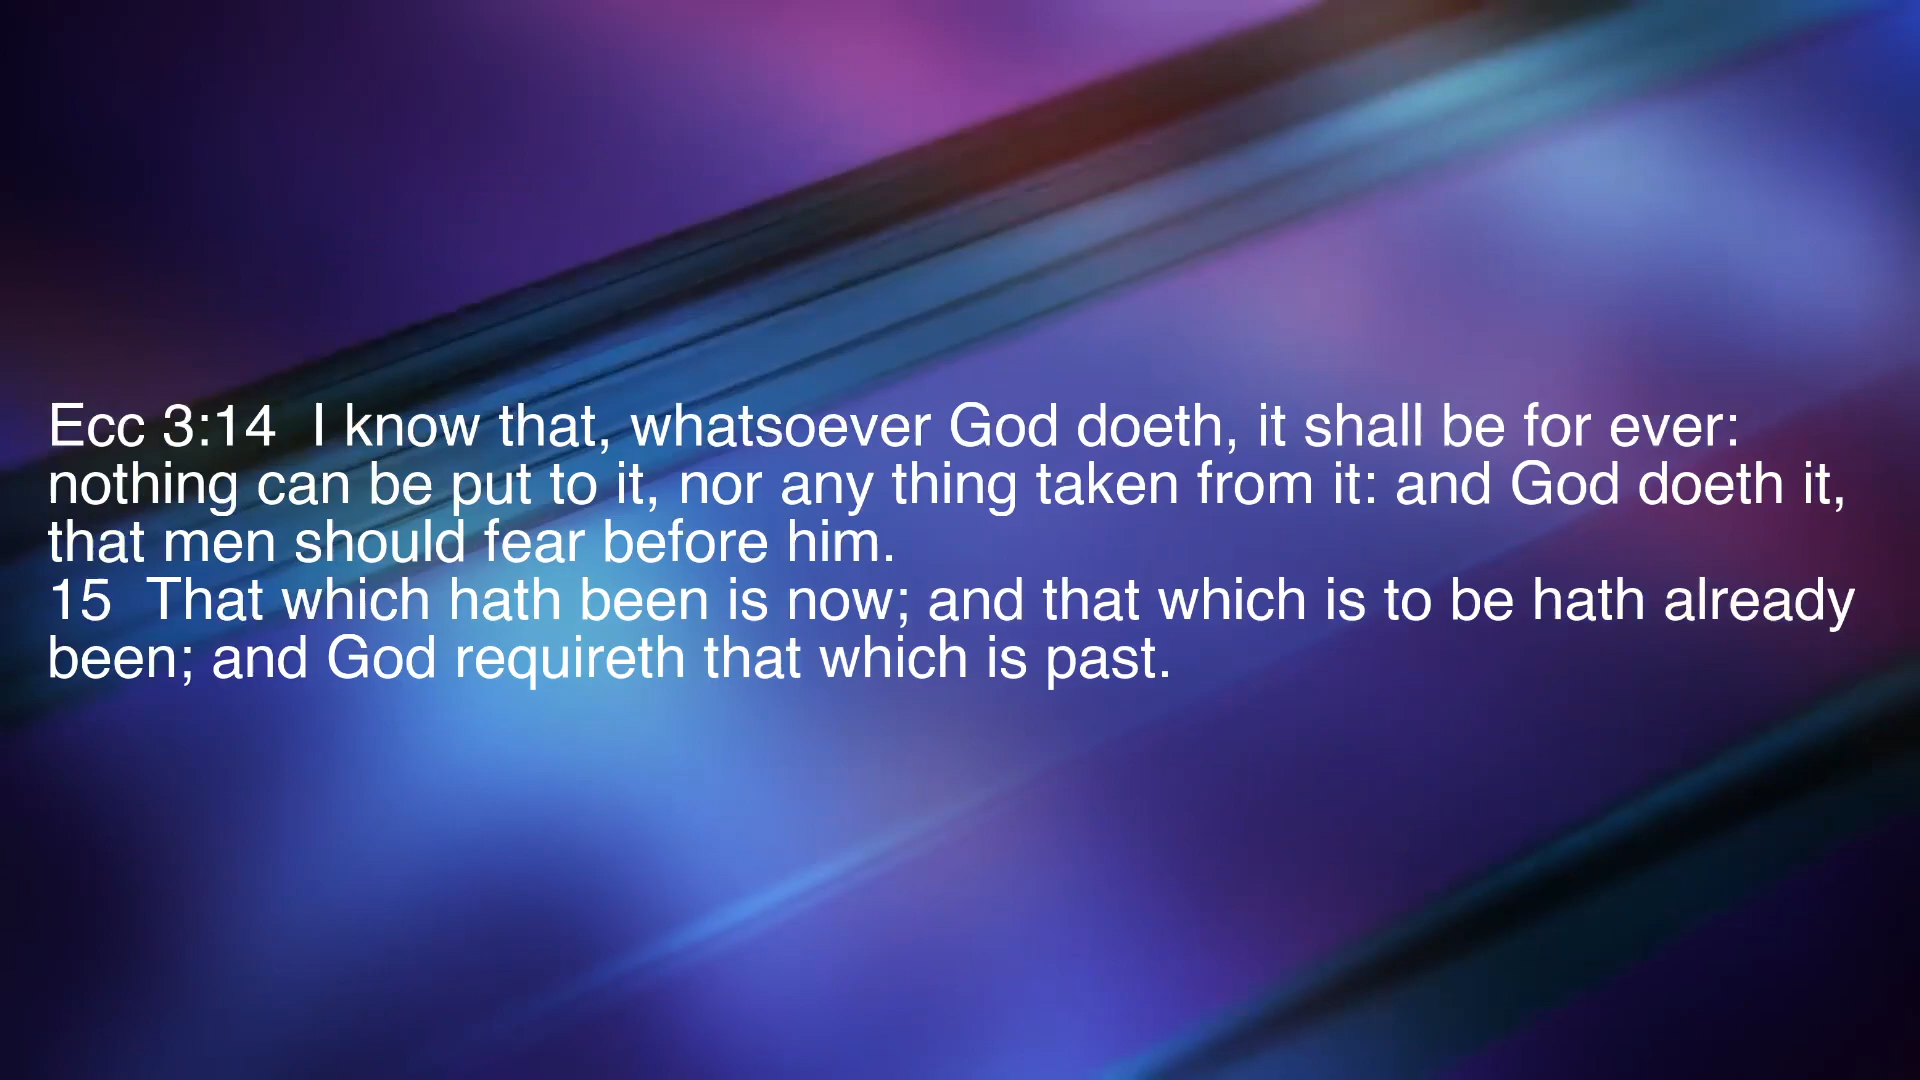 Ecc 3:14  I know that, whatsoever God doeth, it shall be for ever:
nothing can be put to it, nor any thing taken from it: and God doeth it,
that men should fear before him.
15  That which hath been is now; and that which is to be hath already
been; and God requireth that which is past.